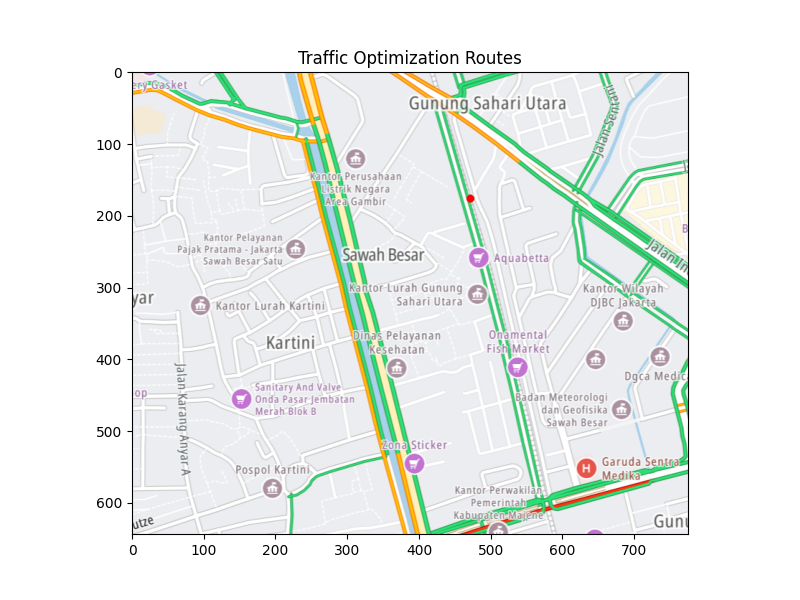 Traffic Optimization Routes
0
100
200
300
400
500
600
0
100
200
300
400
500
600
700
ery Gasket
Gunung Sahari Utara
Jalan
Kantor Perusahaan
Listrik Negara
Area Gambir
Kantor Pelayanan
Pajak Pratama - Jakarta
Sawah Besar Satu
Sawah Besar
Aquabetta
Jalan In
B
Kantor Lurah Gunung
Sahari Utara
Kantor Wilayah
DJBC Jakarta
yar
Kantor Lurah Kartini
Kartini
Dinas Pelayanan
Kesehatan
Onamental
Fish Market
Dgca Medic
Jalan Karang Anyar A
op
Sanitary And Valve
Onda Pasar Jembatan
Merah Blok B
Badan Meteorologi
dan Geofisika
Sawah Besar
Zona Sticker
Pospol Kartini
H
Garuda Sentra
Medika
Kantor Perwakilan
Pemerintah
Kabupaten Majene
utze
Gunu